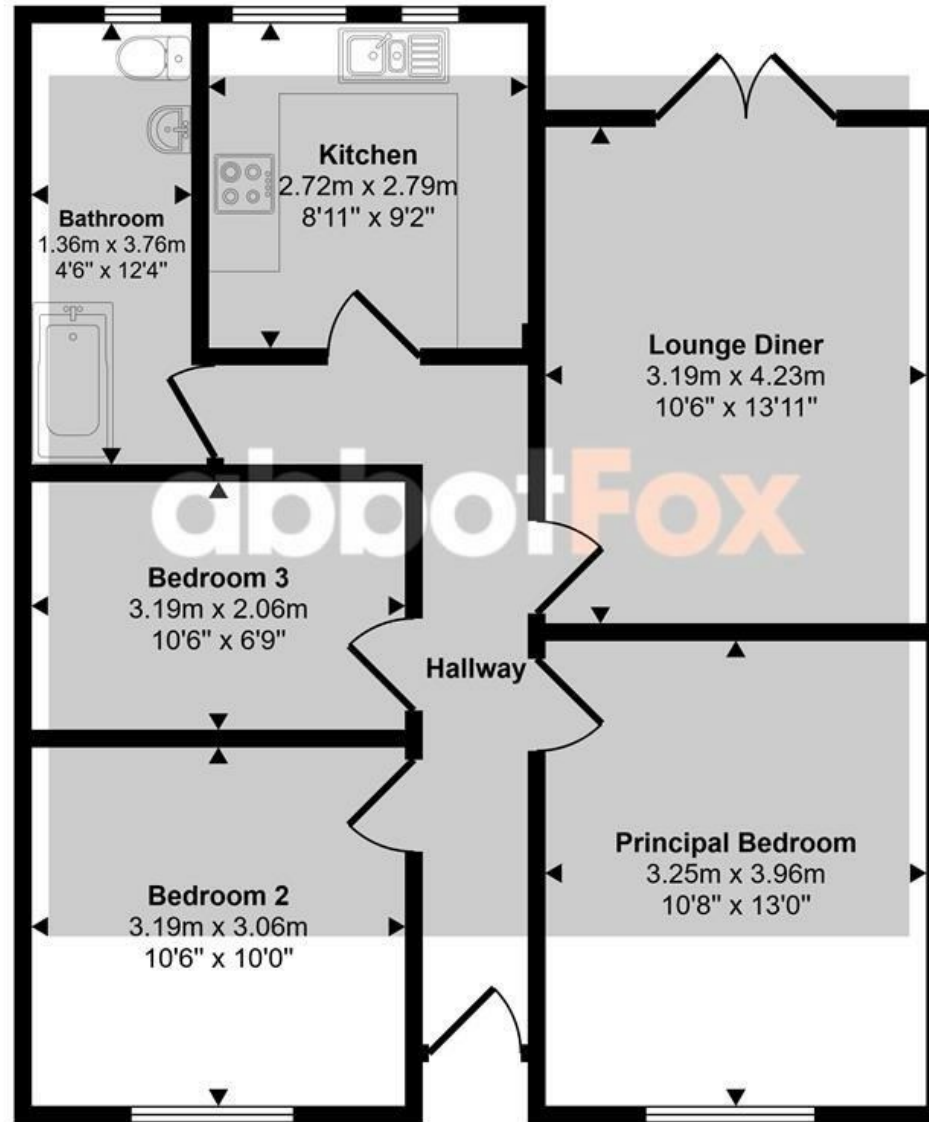 Kitchen
2.72m x 2.79m
8'11" x 9'2"
Bathroom
1.36m x 3.76m
4'6" x 12'4"
Lounge Diner
3.19m x 4.23m
10'6" x 13'11"
abbotFox
Bedroom 3
3.19m x 2.06m
10'6" x 6'9"
Hallway
Principal Bedroom
3.25m x 3.96m
10'8" x 13'0"
Bedroom 2
3.19m x 3.06m
10'6" x 10'0"